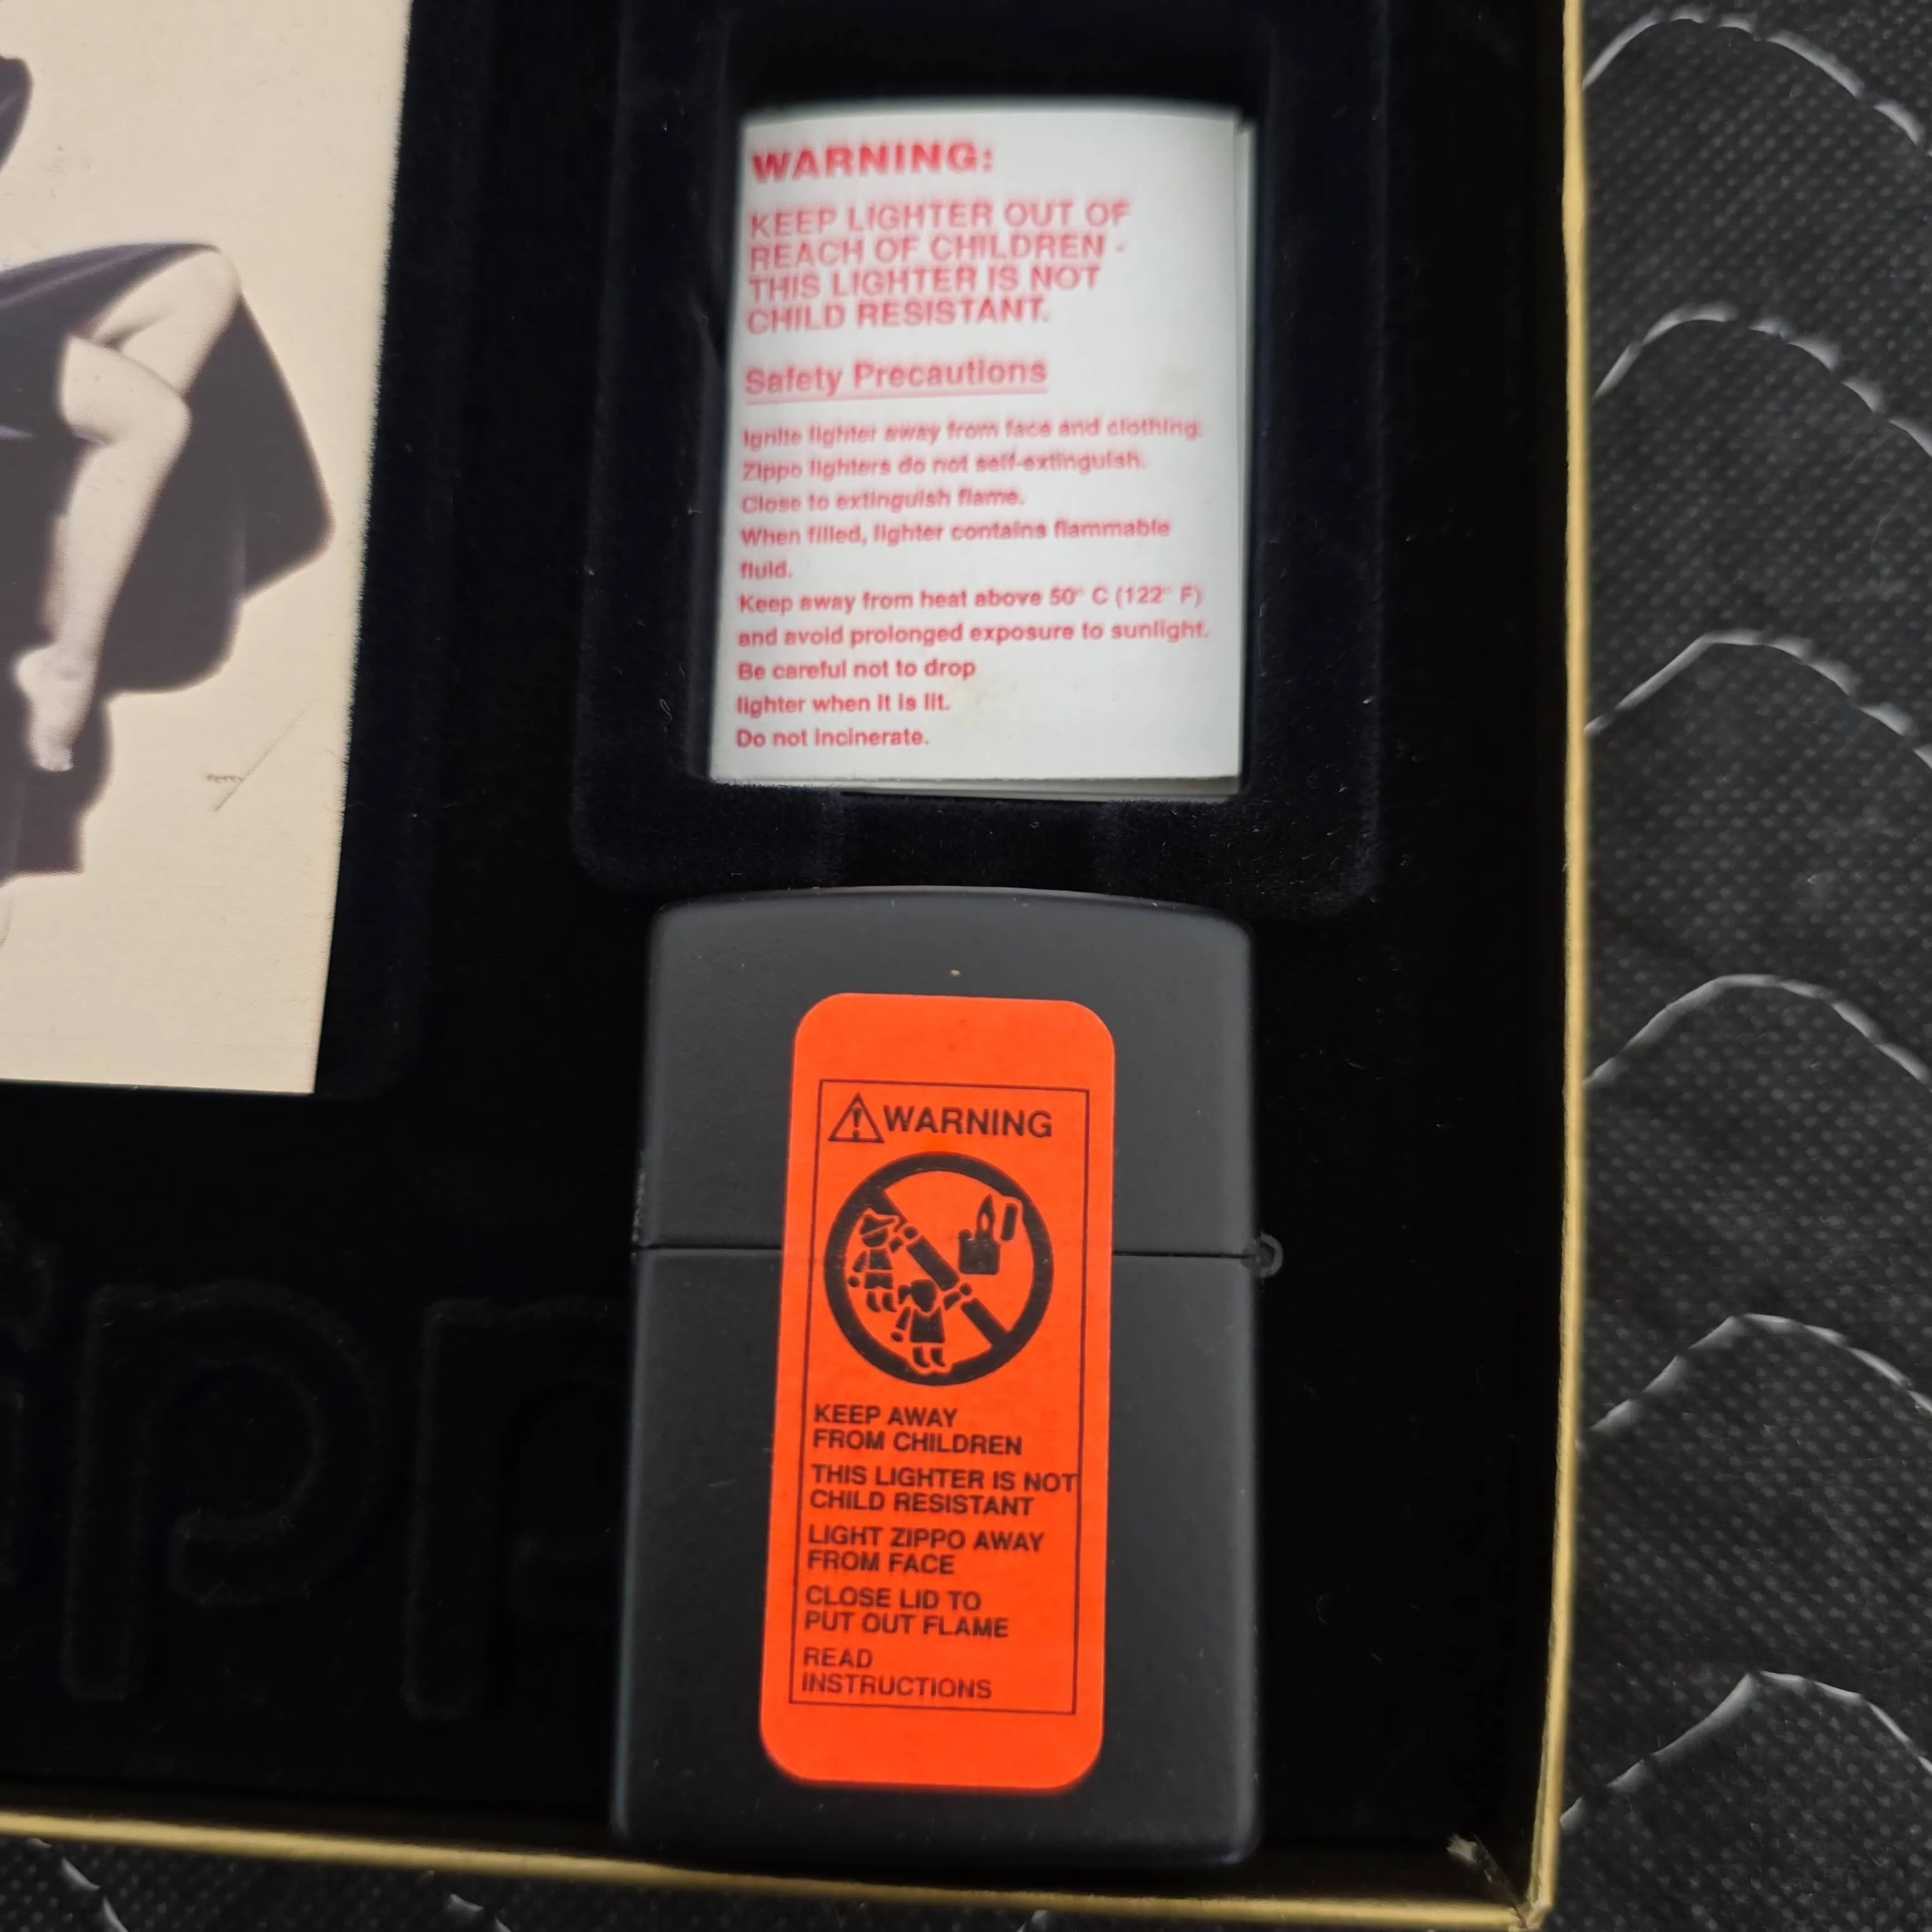 WARNING:
KEEP LIGHTER OUT OF
REACH OF CHILDREN -
THIS LIGHTER IS NOT
CHILD RESISTANT.
Safety Precautions
Ignite lighter away from face and clothing.
Zippo lighters do not self-extinguish.
Close to extinguish flame.
When filled, lighter contains flammable
fluid.
Keep away from heat above 50° C (122° F)
and avoid prolonged exposure to sunlight.
Be careful not to drop
lighter when it is lit.
Do not incinerate.
WARNING
KEEP AWAY
FROM CHILDREN
THIS LIGHTER IS NOT
CHILD RESISTANT
LIGHT ZIPPO AWAY
FROM FACE
CLOSE LID TO
PUT OUT FLAME
READ
INSTRUCTIONS
ipp